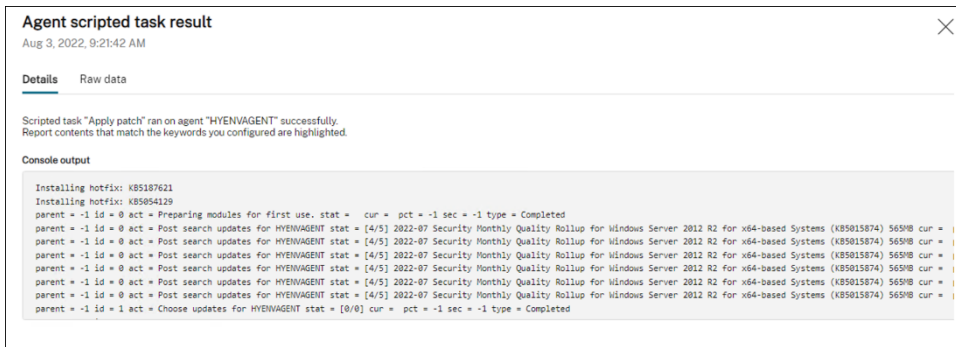 Agent scripted task result
Aug 3, 2022, 9:21:42 AM
Details Raw data
Scripted task "Apply patch" ran on agent "HYENVAGENT" successfully.
Report contents that match the keywords you configured are highlighted.
Console output
Installing hotfix: KB5187621
Installing hotfix: KB5054129
parent = -1 id = 0 act = Preparing modules for first use. stat = cur = pct = -1 sec = -1 type = Completed
parent = -1 id = 0 act = Post search updates for HYENVAGENT stat = [4/5] 2022-07 Security Monthly Quality Rollup for Windows Server 2012 R2 for x64-based Systems (KB5015874) 565MB cur =
parent = -1 id = 0 act = Post search updates for HYENVAGENT stat = [4/5] 2022-07 Security Monthly Quality Rollup for Windows Server 2012 R2 for x64-based Systems (KB5015874) 565MB cur =
parent = -1 id = 0 act = Post search updates for HYENVAGENT stat = [4/5] 2022-07 Security Monthly Quality Rollup for Windows Server 2012 R2 for x64-based Systems (KB5015874) 565MB cur =
parent = -1 id = 0 act = Post search updates for HYENVAGENT stat = [4/5] 2022-07 Security Monthly Quality Rollup for Windows Server 2012 R2 for x64-based Systems (KB5015874) 565MB cur =
parent = -1 id = 0 act = Post search updates for HYENVAGENT stat = [4/5] 2022-07 Security Monthly Quality Rollup for Windows Server 2012 R2 for x64-based Systems (KB5015874) 565MB cur =
parent = -1 id = 0 act = Post search updates for HYENVAGENT stat = [4/5] 2022-07 Security Monthly Quality Rollup for Windows Server 2012 R2 for x64-based Systems (KB5015874) 565MB cur =
parent = -1 id = 1 act = Choose updates for HYENVAGENT stat = [0/0] cur = pct = -1 sec = -1 type = Completed